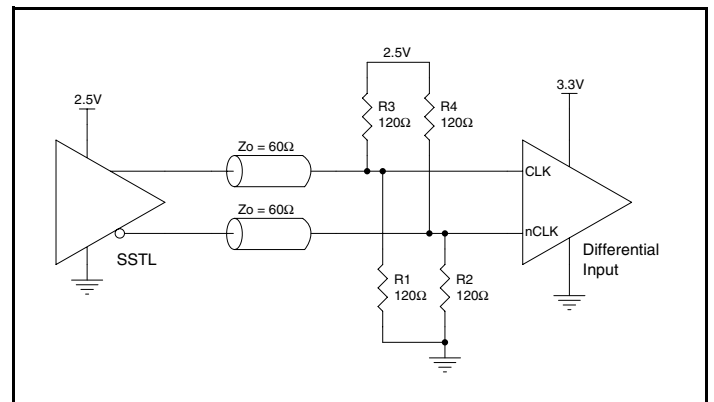 2.5V
2.5V
3.3V
R3
120Ω
R4
120Ω
Zo = 60Ω
CLK
Zo = 60Ω
nCLK
SSTL
Differential
Input
R1
120Ω
R2
120Ω